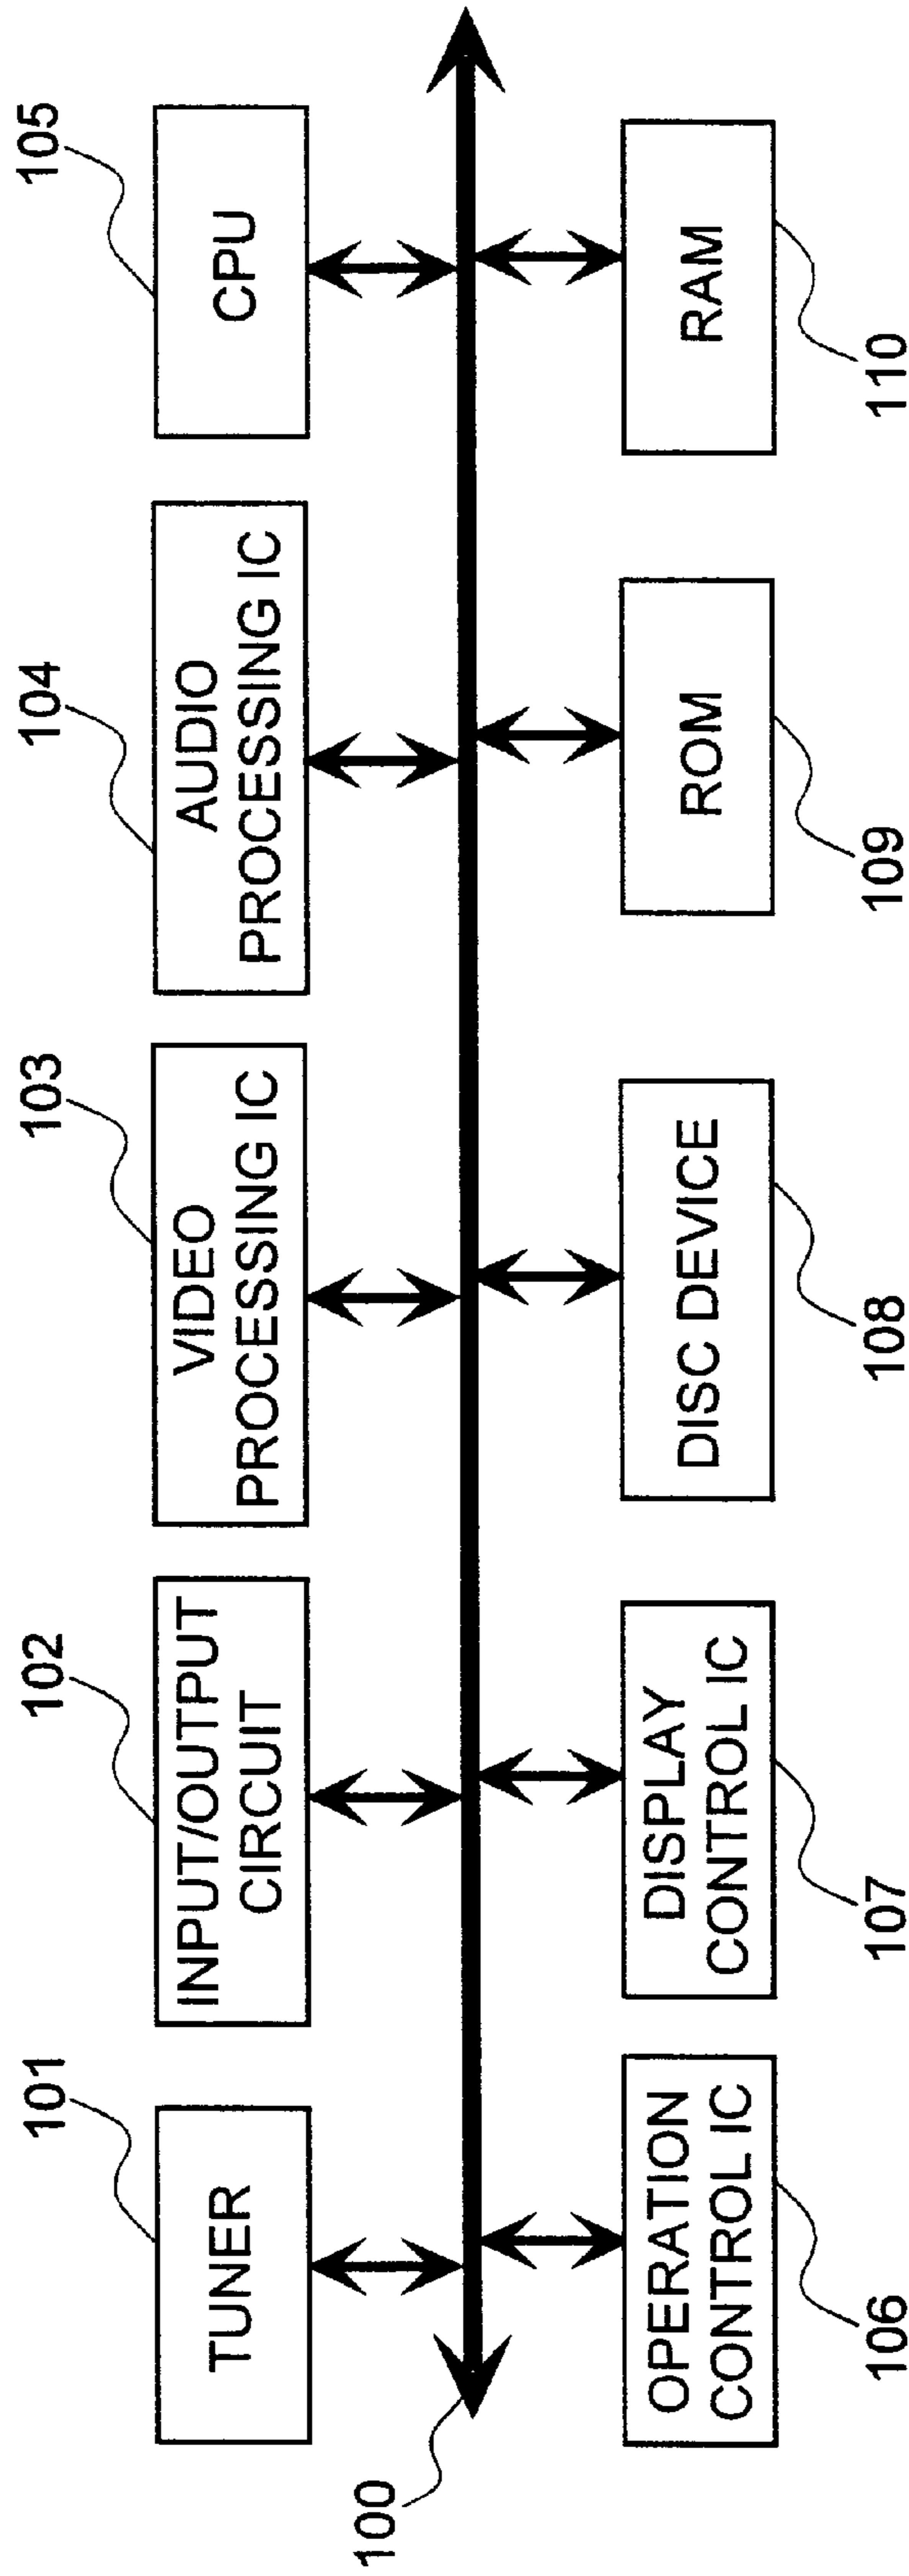 101
TUNER
102
INPUT/OUTPUT
CIRCUIT
103
VIDEO
PROCESSING IC
104
AUDIO
PROCESSING IC
105
CPU
100
OPERATION
CONTROL IC
106
DISPLAY
CONTROL IC
107
DISC DEVICE
108
ROM
109
RAM
110